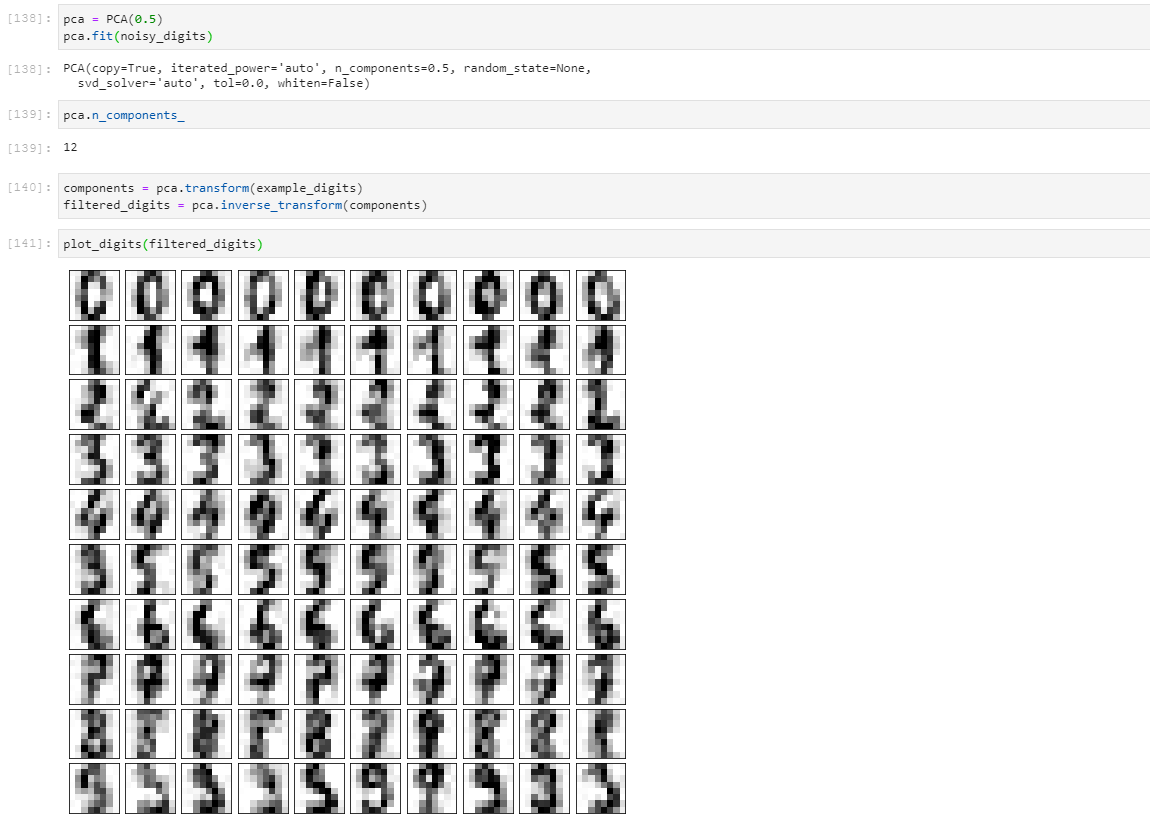 [138]: pca = PCA(0.5)
pca.fit(noisy_digits)
[138]: PCA(copy=True, iterated_power='auto', n_components=0.5, random_state=None,
svd_solver='auto', tol=0.0, whiten=False)
[139]: pca.n_components_
[139]: 12
[140]: components = pca.transform(example_digits)
filtered_digits = pca.inverse_transform(components)
[141]: plot_digits(filtered_digits)